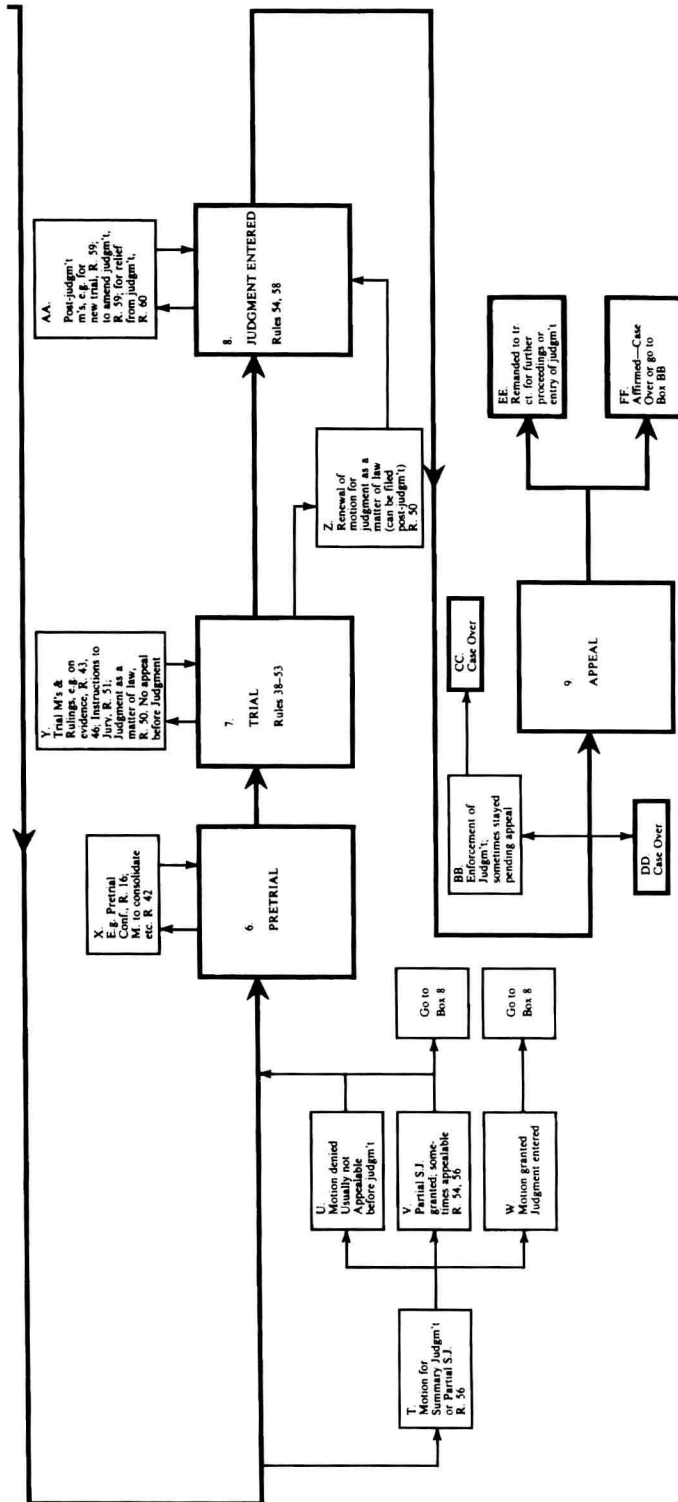 AA.
Post-judgm't
m's, e.g. for
new trial, R. 59;
to amend judgm't,
R. 59; for relief
from judgm't,
R. 60
8.
JUDGMENT ENTERED
Rules 54, 58
Y.
Trial M's &
Rulings, e.g. on
evidence, R. 43,
46; Instructions to
Jury, R. 51;
Judgment as a
matter of law,
R. 50. No appeal
before Judgment
7.
TRIAL
Rules 38–53
Z.
Renewal of
motion for
judgment as a
matter of law
(can be filed
post-judgm't)
R. 50
X.
E.g. Pretrial
Conf., R. 16;
M. to consolidate
etc. R 42
6.
PRETRIAL
T.
Motion for
Summary Judgm't
or Partial S.J.
R. 56
U.
Motion denied
Usually not
Appealable
before judgm't
V.
Partial S.J.
granted; some-
times appealable
R. 54, 56
W.
Motion granted
Judgment entered
Go to
Box 8
Go to
Box 8
BB.
Enforcement of
Judgm't;
sometimes stayed
pending appeal
CC.
Case Over
DD.
Case Over
9.
APPEAL
EE.
Remanded to tr.
ct. for further
proceedings or
entry of judgm't
FF.
Affirmed—Case
Over or go to
Box BB